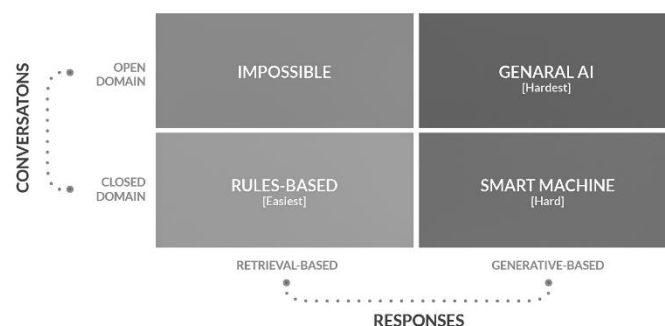 CONVERSATONS
OPEN
DOMAIN
IMPOSSIBLE
GENARAL AI
[Hardest]
CLOSED
DOMAIN
RULES-BASED
[Easiest]
SMART MACHINE
[Hard]
RETRIEVAL-BASED
GENERATIVE-BASED
RESPONSES